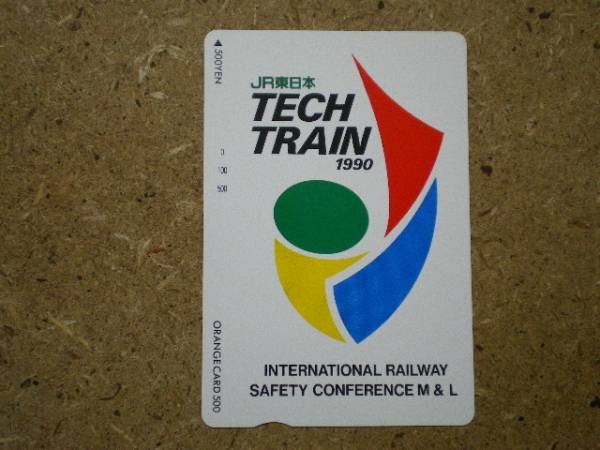 ◀500YEN
JR東日本
TECH
TRAIN
1990
0
100
500
ORANGE CARD 500
INTERNATIONAL RAILWAY
SAFETY CONFERENCE M & L